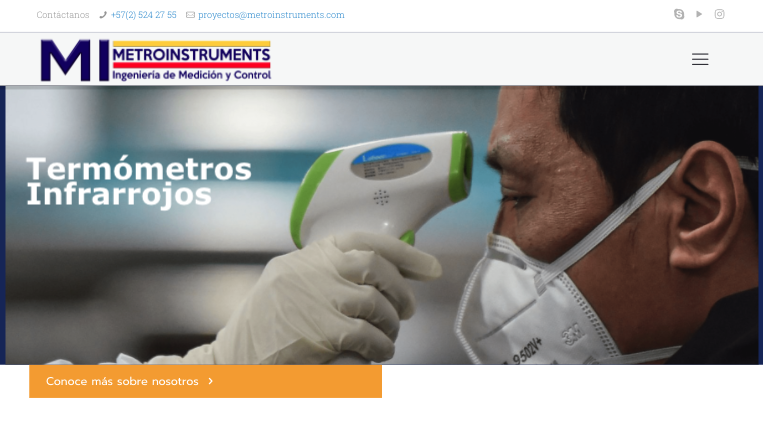 Contáctanos +57(2) 524 27 55 proyectos@metroinstruments.com
MI METROINSTRUMENTS
Ingeniería de Medición y Control
Termómetros
Infrarrojos
Conoce más sobre nosotros